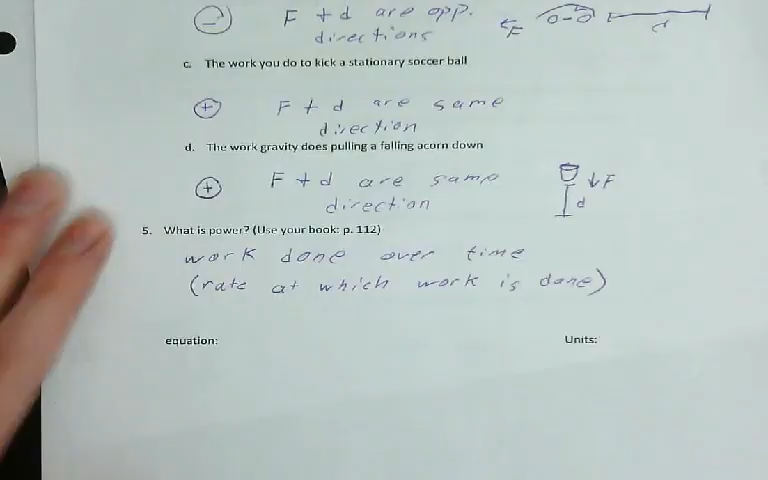 (-) F + d are opp.
directions
F
d
c. The work you do to kick a stationary soccer ball
(+) F + d are same
direction
d. The work gravity does pulling a falling acorn down
(+) F + d are same
direction
↓F
d
5. What is power? (Use your book: p. 112)
work done over time
(rate at which work is done)
equation: Units: